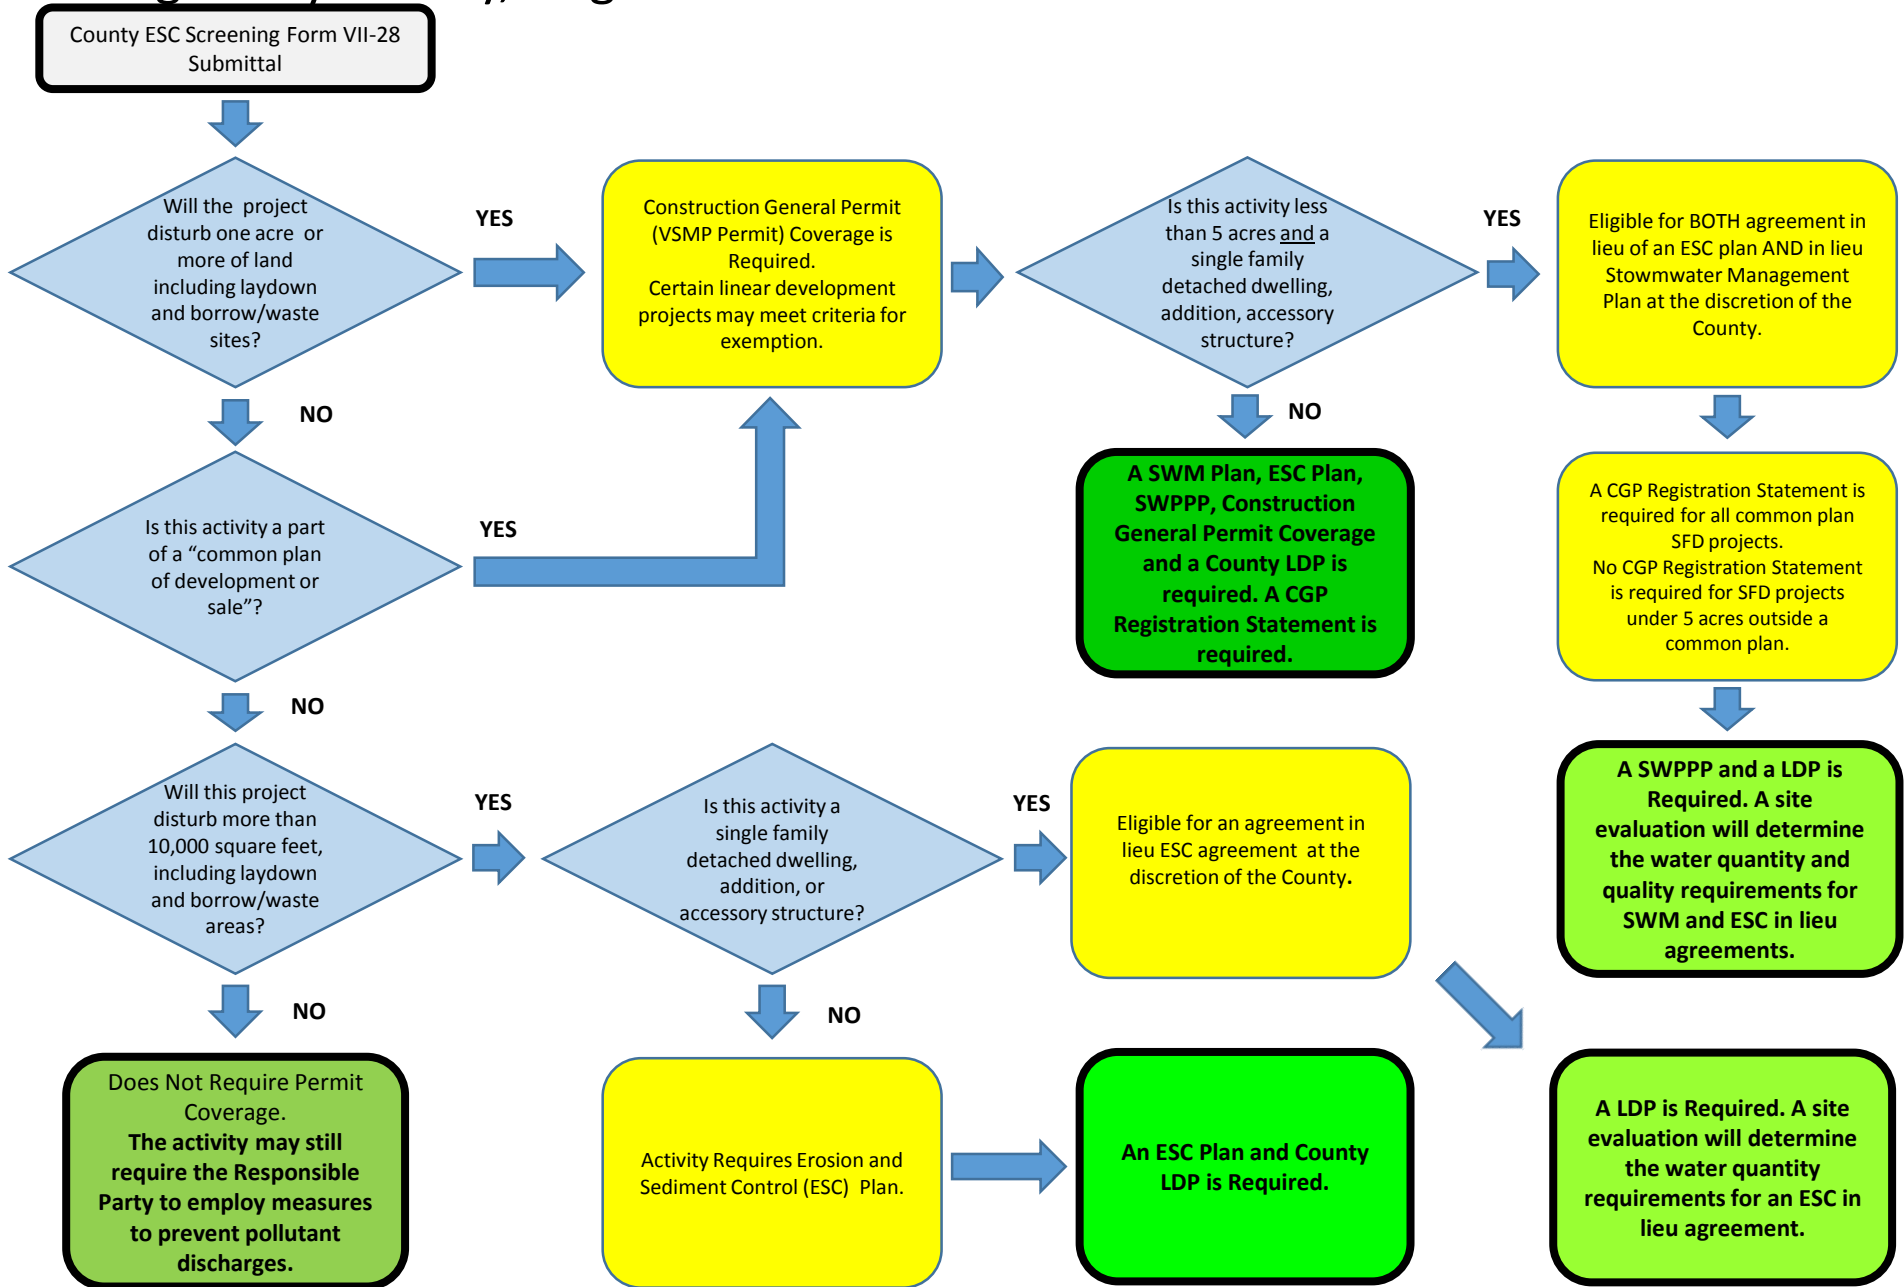 County ESC Screening Form VII-28
Submittal
Will the project
disturb one acre or
more of land
including laydown
and borrow/waste
sites?
YES
Construction General Permit
(VSMP Permit) Coverage is
Required.
Certain linear development
projects may meet criteria for
exemption.
Is this activity less
than 5 acres and a
single family
detached dwelling,
addition, accessory
structure?
YES
Eligible for BOTH agreement in
lieu of an ESC plan AND in lieu
Stowmwater Management
Plan at the discretion of the
County.
NO
NO
Is this activity a part
of a “common plan
of development or
sale”?
YES
A SWM Plan, ESC Plan,
SWPPP, Construction
General Permit Coverage
and a County LDP is
required. A CGP
Registration Statement is
required.
A CGP Registration Statement is
required for all common plan
SFD projects.
No CGP Registration Statement
is required for SFD projects
under 5 acres outside a
common plan.
NO
Will this project
disturb more than
10,000 square feet,
including laydown
and borrow/waste
areas?
YES
Is this activity a
single family
detached dwelling,
addition, or
accessory structure?
YES
Eligible for an agreement in
lieu ESC agreement at the
discretion of the County.
A SWPPP and a LDP is
Required. A site
evaluation will determine
the water quantity and
quality requirements for
SWM and ESC in lieu
agreements.
NO
NO
Does Not Require Permit
Coverage.
The activity may still
require the Responsible
Party to employ measures
to prevent pollutant
discharges.
Activity Requires Erosion and
Sediment Control (ESC) Plan.
An ESC Plan and County
LDP is Required.
A LDP is Required. A site
evaluation will determine
the water quantity
requirements for an ESC in
lieu agreement.